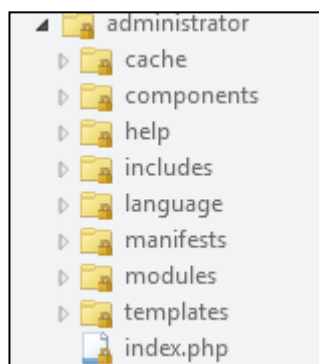 administrator
cache
components
help
includes
language
manifests
modules
templates
index.php